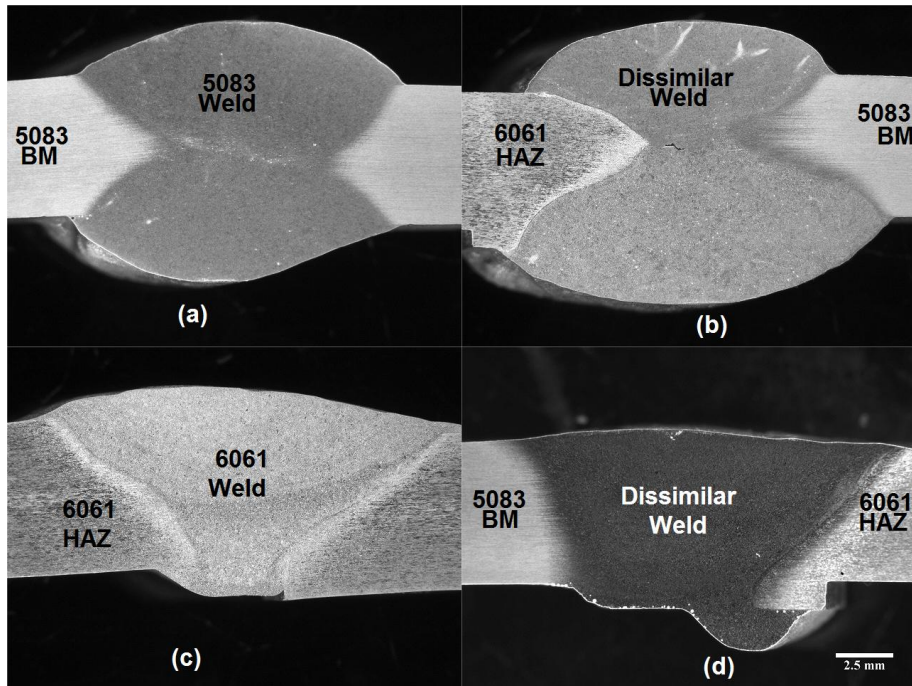 5083
Weld
5083
BM
(a)
Dissimilar
Weld
6061
HAZ
5083
BM
(b)
6061
Weld
6061
HAZ
(c)
5083
BM
Dissimilar
Weld
6061
HAZ
(d)
2.5 mm